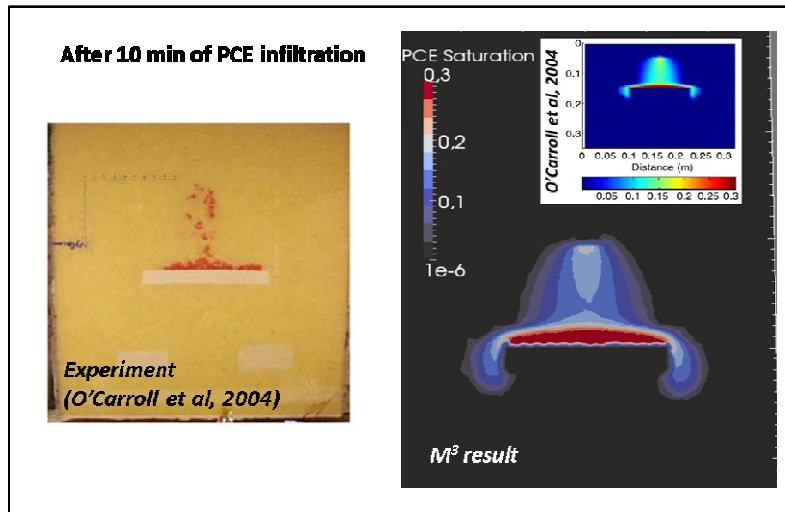 After 10 min of PCE infiltration
Experiment
(O'Carroll et al, 2004)
PCE Saturation
0,3
0,2
0,1
1e-6
M³ result
O'Carroll et al, 2004
0
0.1
0.2
0.3
0 0.05 0.1 0.15 0.2 0.25 0.3
Distance (m)
0.05 0.1 0.15 0.2 0.25 0.3